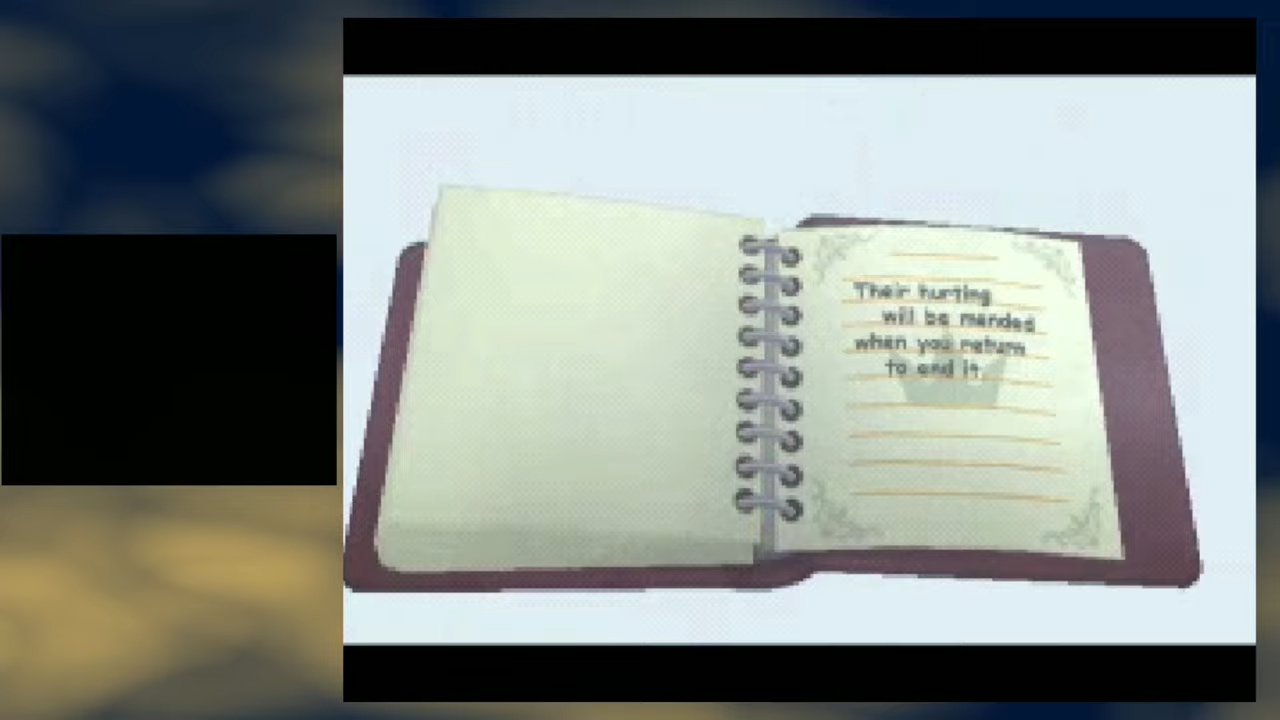 Their hurting
will be mended
when you return
to end it.